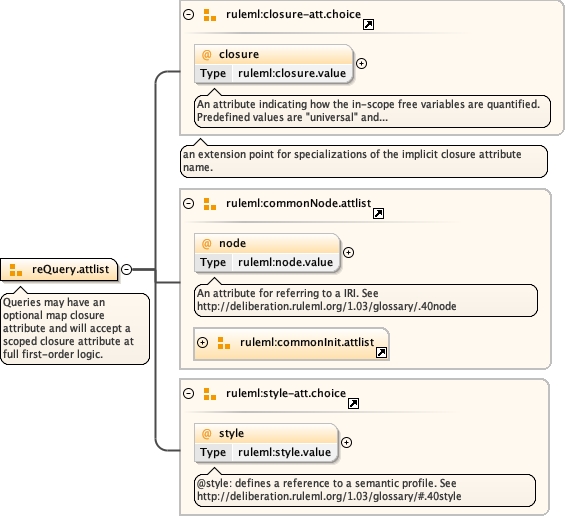 ruleml:closure-att.choice
@ closure
Type ruleml:closure.value
An attribute indicating how the in-scope free variables are quantified.
Predefined values are "universal" and...
an extension point for specializations of the implicit closure attribute
name.
ruleml:commonNode.attlist
@ node
Type ruleml:node.value
An attribute for referring to a IRI. See
http://deliberation.ruleml.org/1.03/glossary/.40node
ruleml:commonInit.attlist
reQuery.attlist
Queries may have an
optional map closure
attribute and will accept a
scoped closure attribute at
full first-order logic.
ruleml:style-att.choice
@ style
Type ruleml:style.value
@style: defines a reference to a semantic profile. See
http://deliberation.ruleml.org/1.03/glossary/#.40style